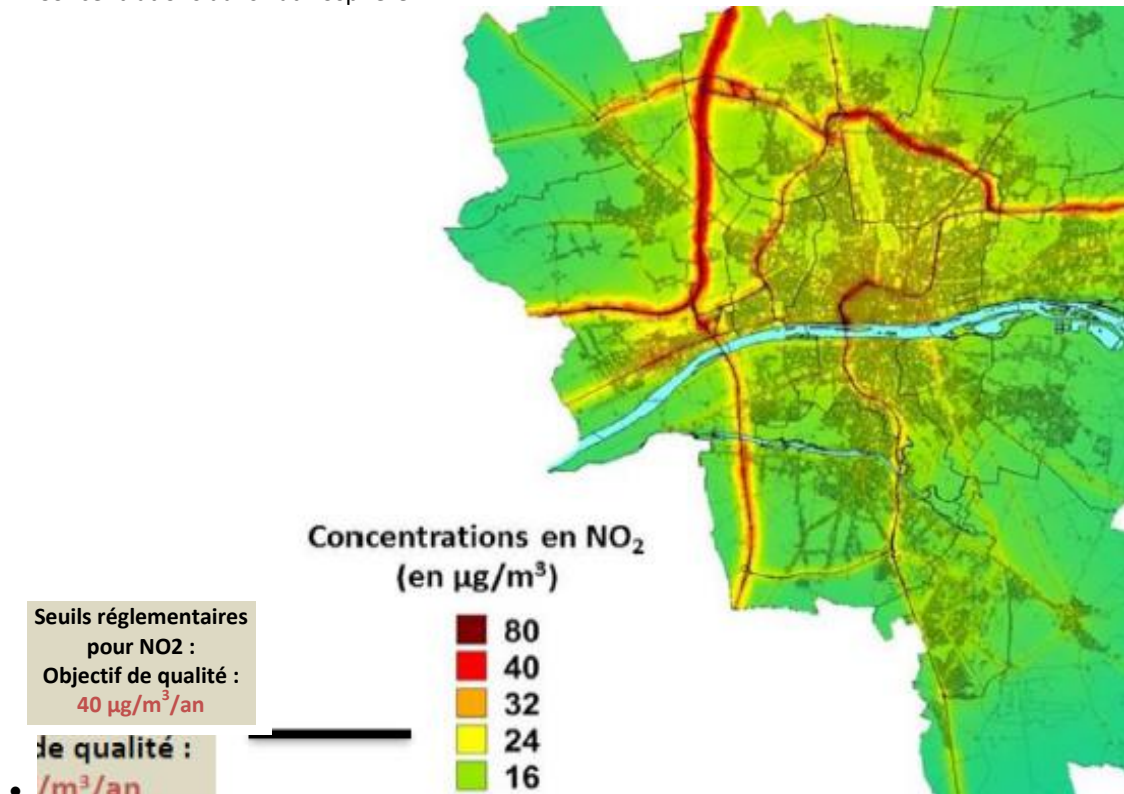 Concentrations en NO₂
(en µg/m³)
80
40
32
24
16
Seuils réglementaires
pour NO2 :
Objectif de qualité :
40 µg/m³/an
de qualité :
/m³/an